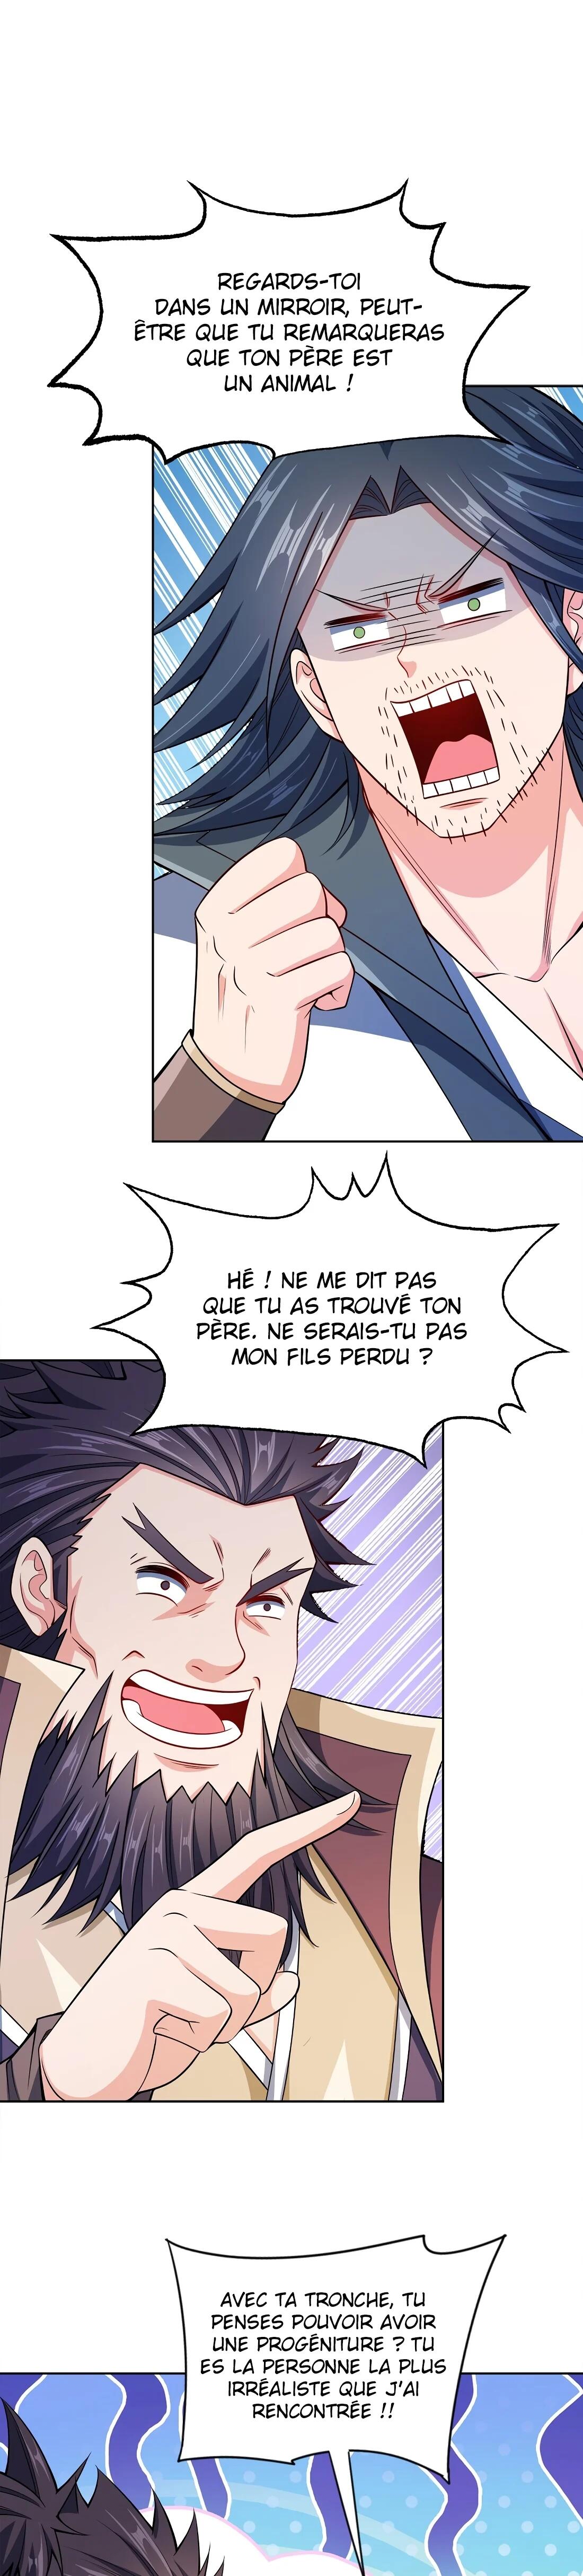 REGARDS-TOI
DANS UN MIRROIR, PEUT-
ÊTRE QUE TU REMARQUERAS
QUE TON PÈRE EST
UN ANIMAL !
HÉ ! NE ME DIT PAS
QUE TU AS TROUVÉ TON
PÈRE. NE SERAIS-TU PAS
MON FILS PERDU ?
AVEC TA TRONCHE, TU
PENSES POUVOIR AVOIR
UNE PROGÉNITURE ? TU
ES LA PERSONNE LA PLUS
IRRÉALISTE QUE J'AI
RENCONTRÉE !!